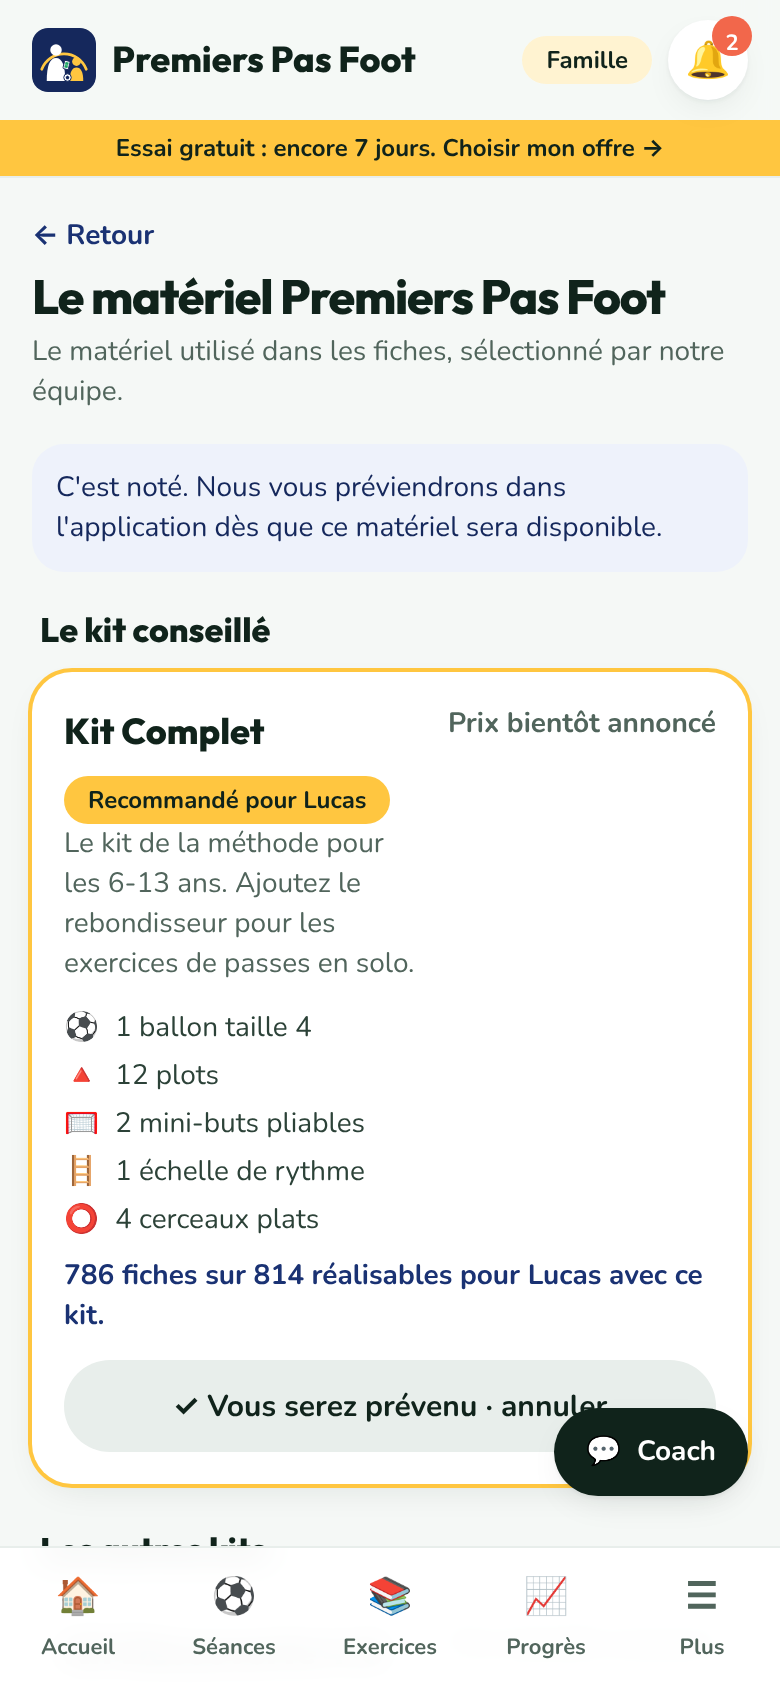 Premiers Pas Foot
Famille
2
Essai gratuit : encore 7 jours. Choisir mon offre →
← Retour
Le matériel Premiers Pas Foot
Le matériel utilisé dans les fiches, sélectionné par notre
équipe.
C'est noté. Nous vous préviendrons dans
l'application dès que ce matériel sera disponible.
Le kit conseillé
Kit Complet
Prix bientôt annoncé
Recommandé pour Lucas
Le kit de la méthode pour
les 6-13 ans. Ajoutez le
rebondisseur pour les
exercices de passes en solo.
1 ballon taille 4
12 plots
2 mini-buts pliables
1 échelle de rythme
4 cerceaux plats
786 fiches sur 814 réalisables pour Lucas avec ce
kit.
✓ Vous serez prévenu · annuler
Coach
Les autres kits
Accueil
Séances
Exercices
Progrès
Plus